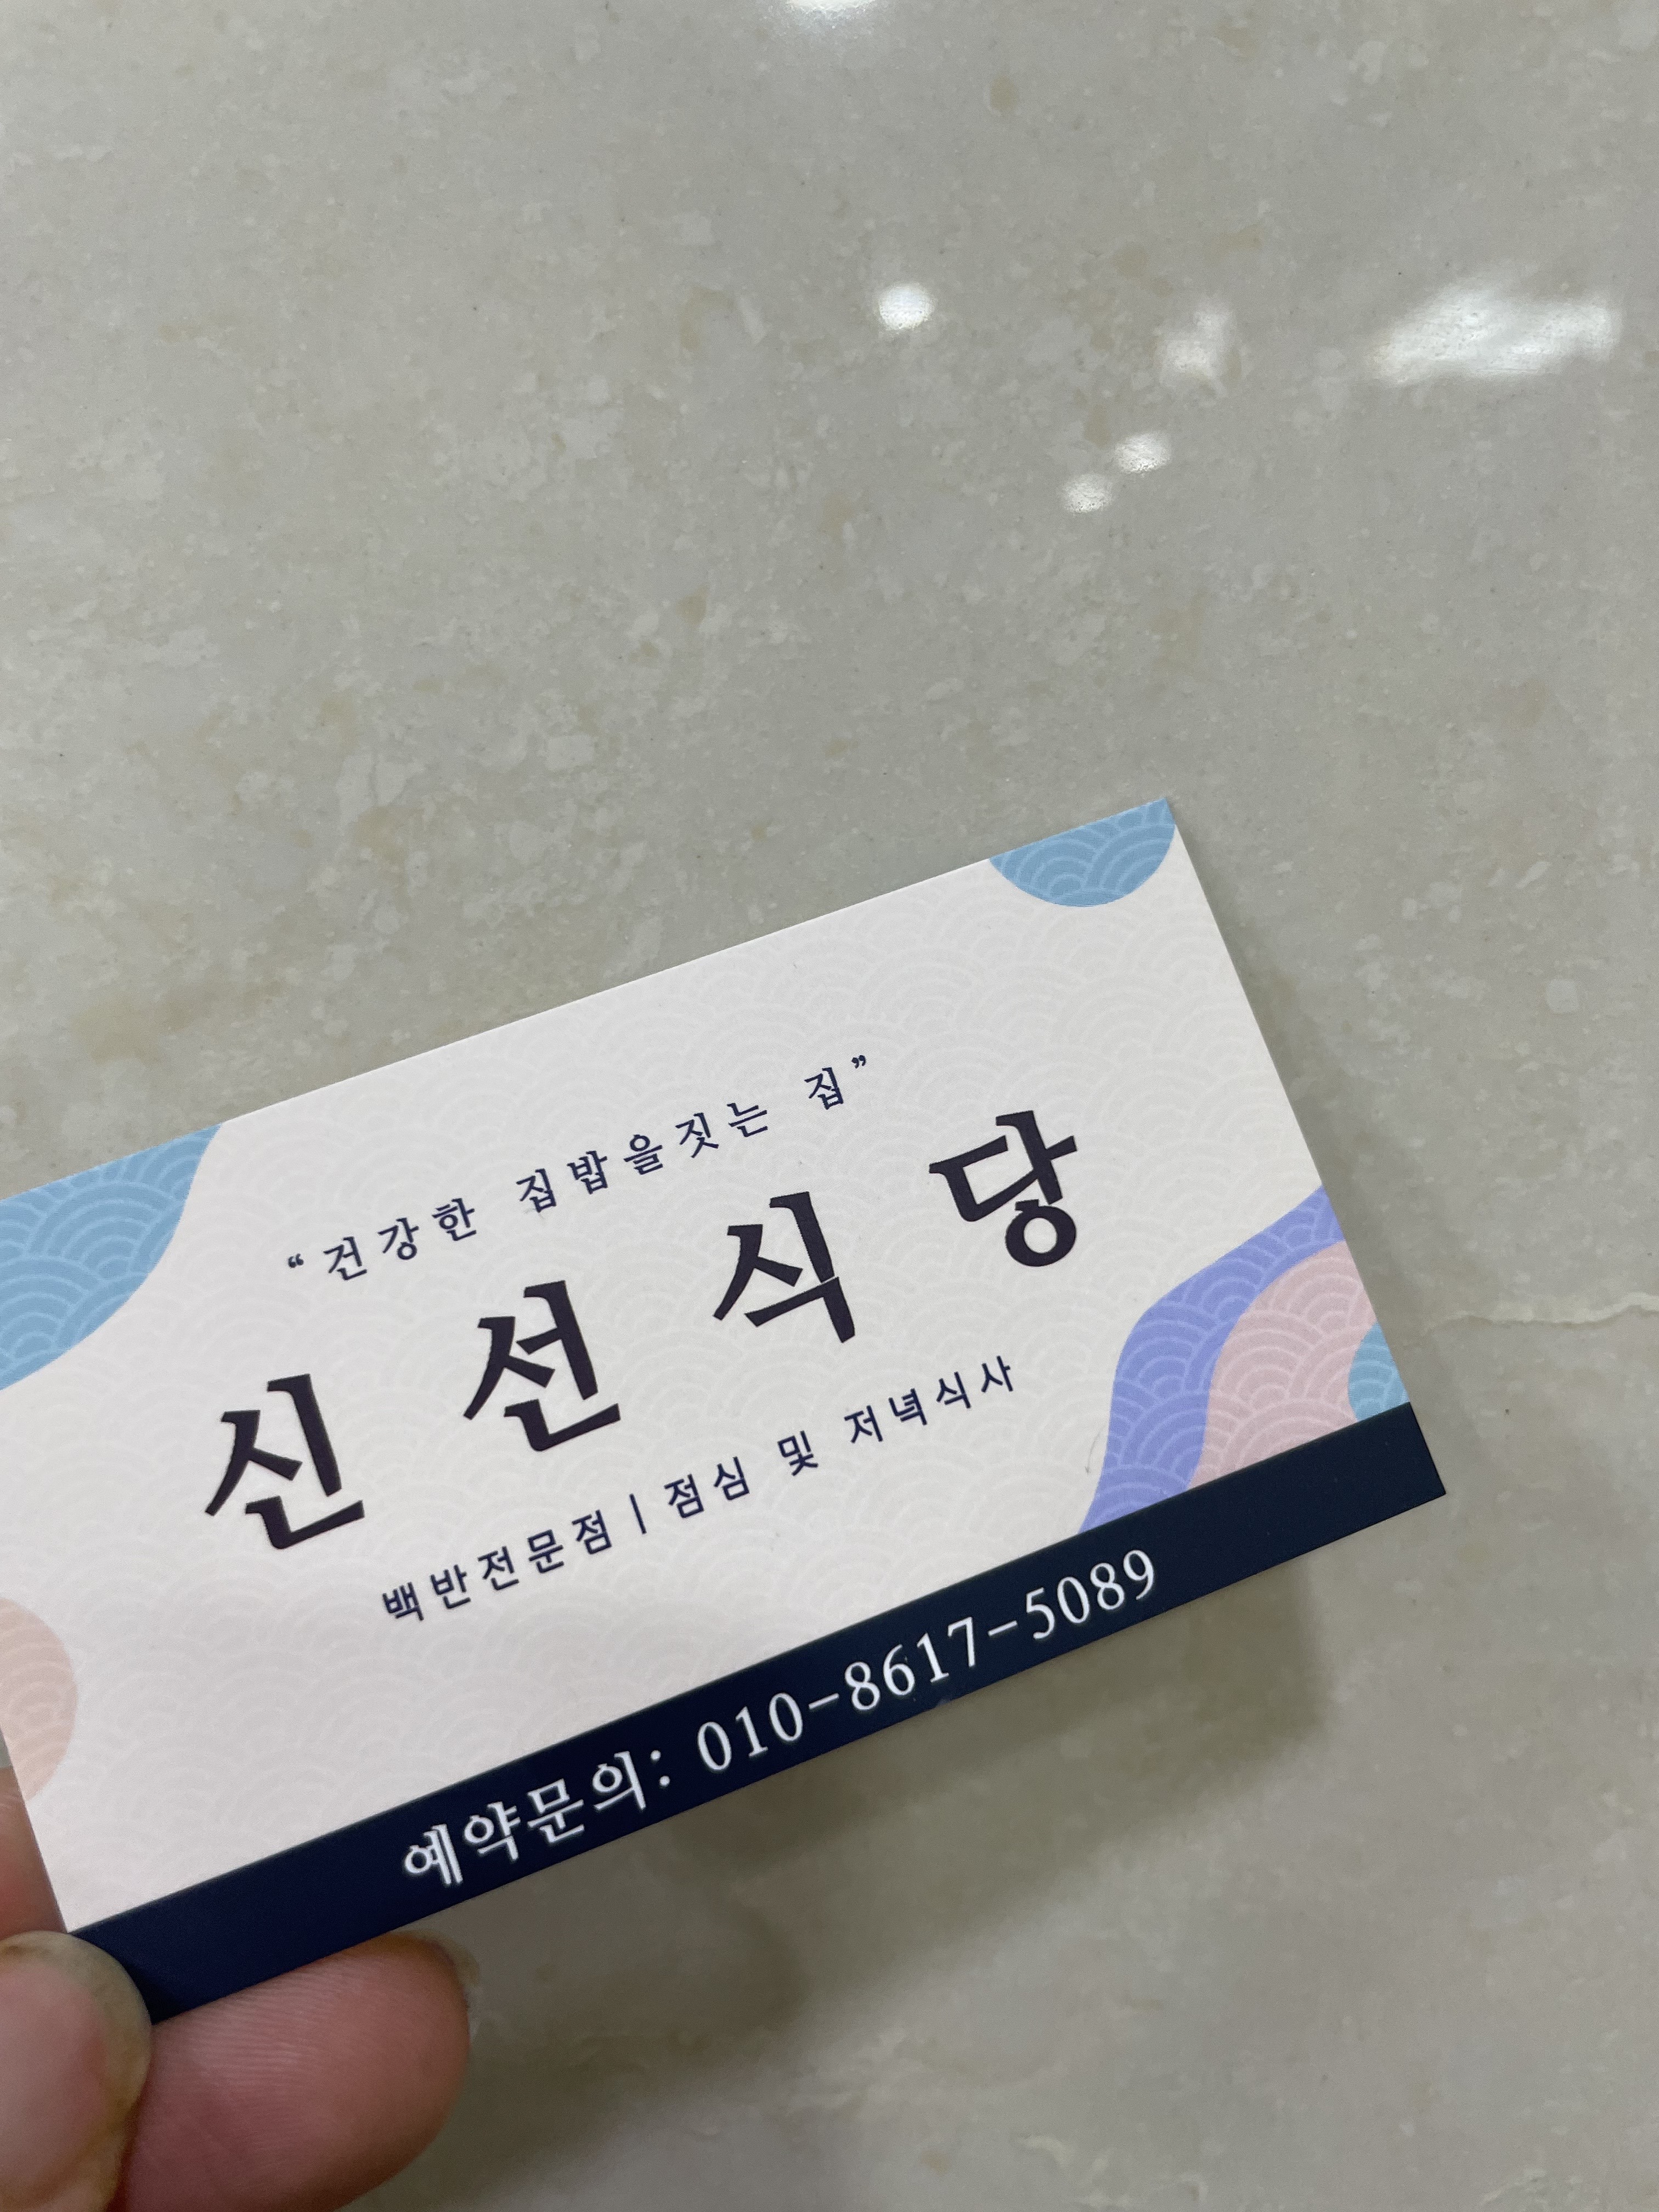 “건강한 집밥을짓는 집”
신선식당
백반전문점 | 점심 및 저녁식사
예약문의: 010-8617-5089